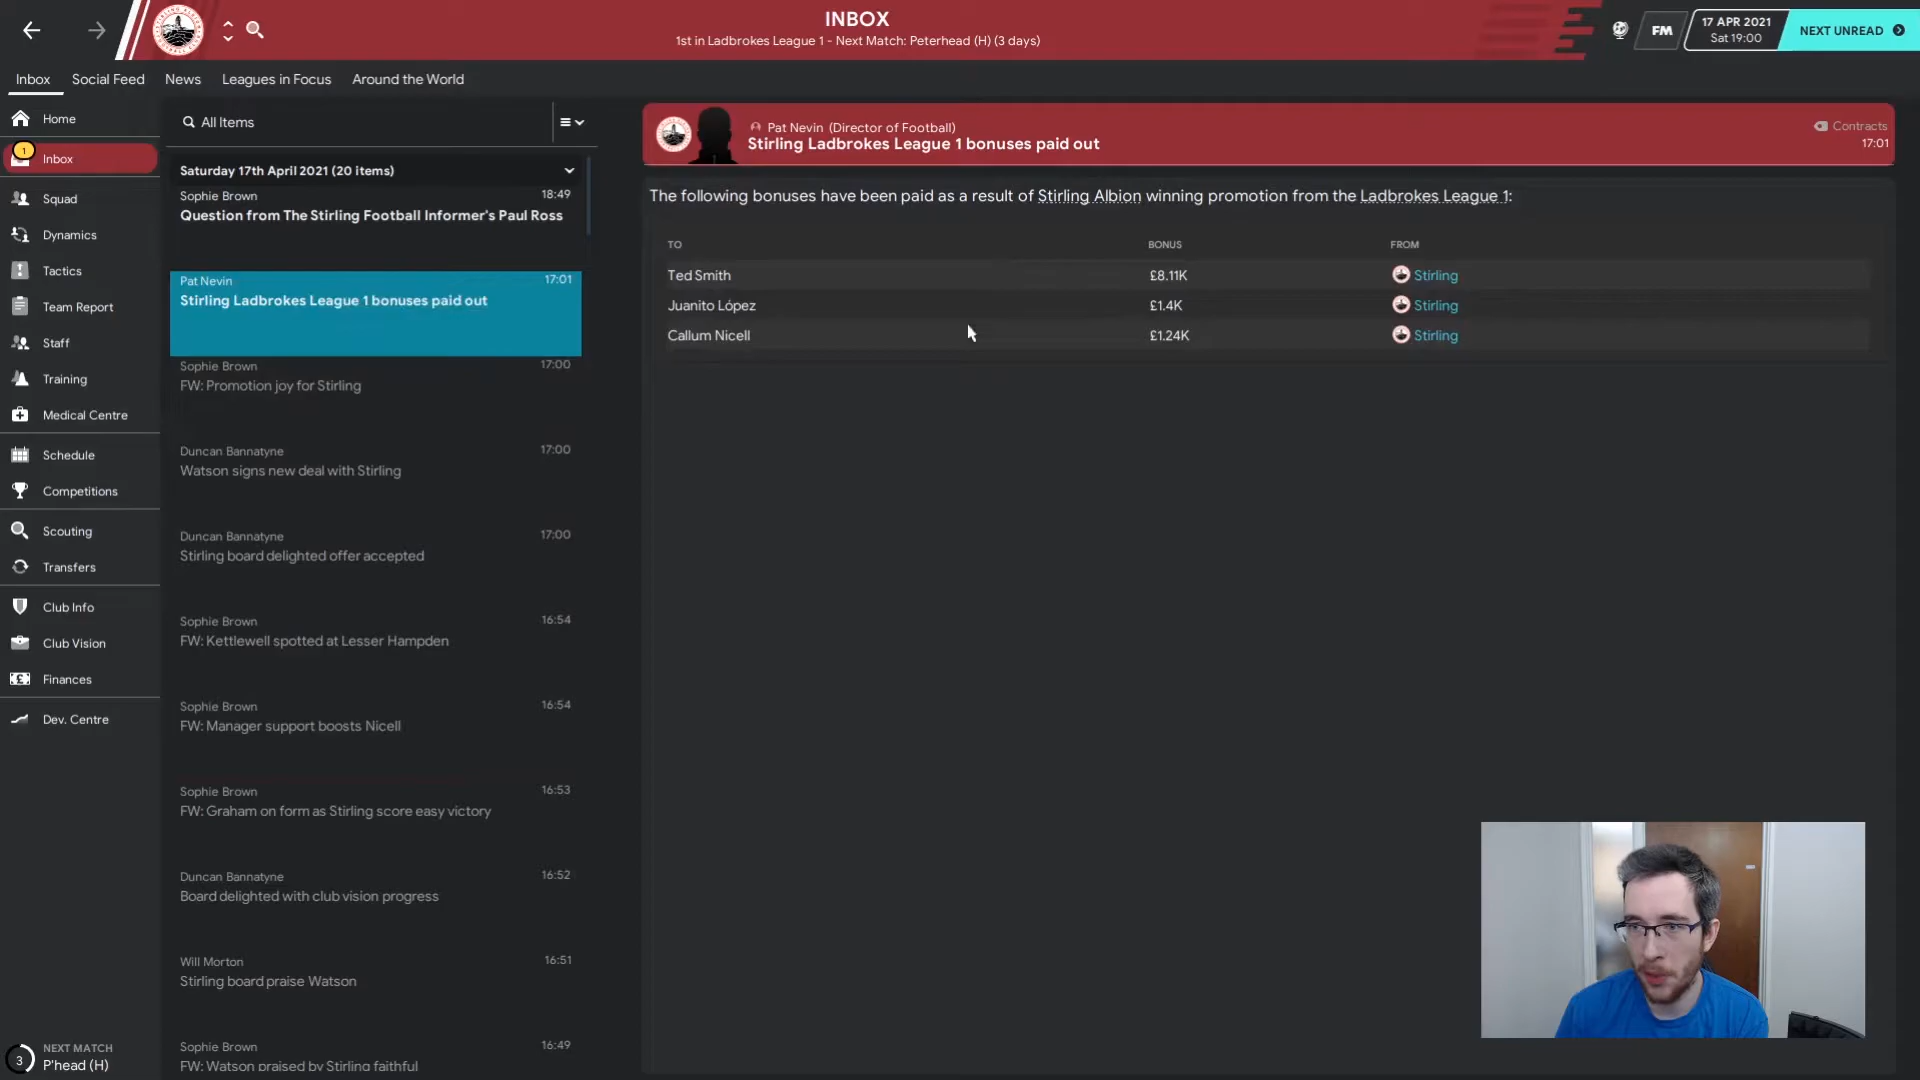 INBOX
1st in Ladbrokes League 1 - Next Match: Peterhead (H) (3 days)
FM
17 APR 2021
Sat 19:00
NEXT UNREAD
Inbox
Social Feed
News
Leagues in Focus
Around the World
Home
1
Inbox
Squad
Dynamics
Tactics
Team Report
Staff
Training
Medical Centre
Schedule
Competitions
Scouting
Transfers
Club Info
Club Vision
Finances
Dev. Centre
3
NEXT MATCH
P'head (H)
All Items
Saturday 17th April 2021 (20 items)
Sophie Brown 18:49
Question from The Stirling Football Informer's Paul Ross
Pat Nevin 17:01
Stirling Ladbrokes League 1 bonuses paid out
Sophie Brown 17:00
FW: Promotion joy for Stirling
Duncan Bannatyne 17:00
Watson signs new deal with Stirling
Duncan Bannatyne 17:00
Stirling board delighted offer accepted
Sophie Brown 16:54
FW: Kettlewell spotted at Lesser Hampden
Sophie Brown 16:54
FW: Manager support boosts Nicell
Sophie Brown 16:53
FW: Graham on form as Stirling score easy victory
Duncan Bannatyne 16:52
Board delighted with club vision progress
Will Morton 16:51
Stirling board praise Watson
Sophie Brown 16:49
FW: Watson praised by Stirling faithful
Pat Nevin (Director of Football)
Stirling Ladbrokes League 1 bonuses paid out
Contracts
17:01
The following bonuses have been paid as a result of Stirling Albion winning promotion from the Ladbrokes League 1:
TO BONUS FROM
Ted Smith £8.11K Stirling
Juanito López £1.4K Stirling
Callum Nicell £1.24K Stirling